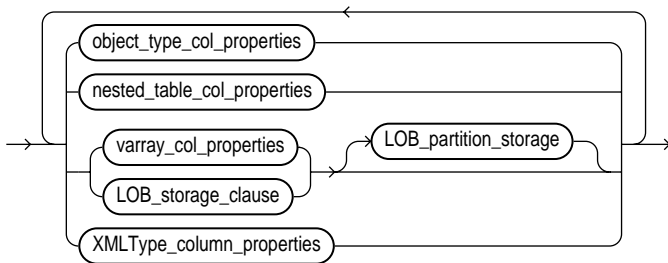 object_type_col_properties
nested_table_col_properties
varray_col_properties
LOB_partition_storage
LOB_storage_clause
XMLType_column_properties